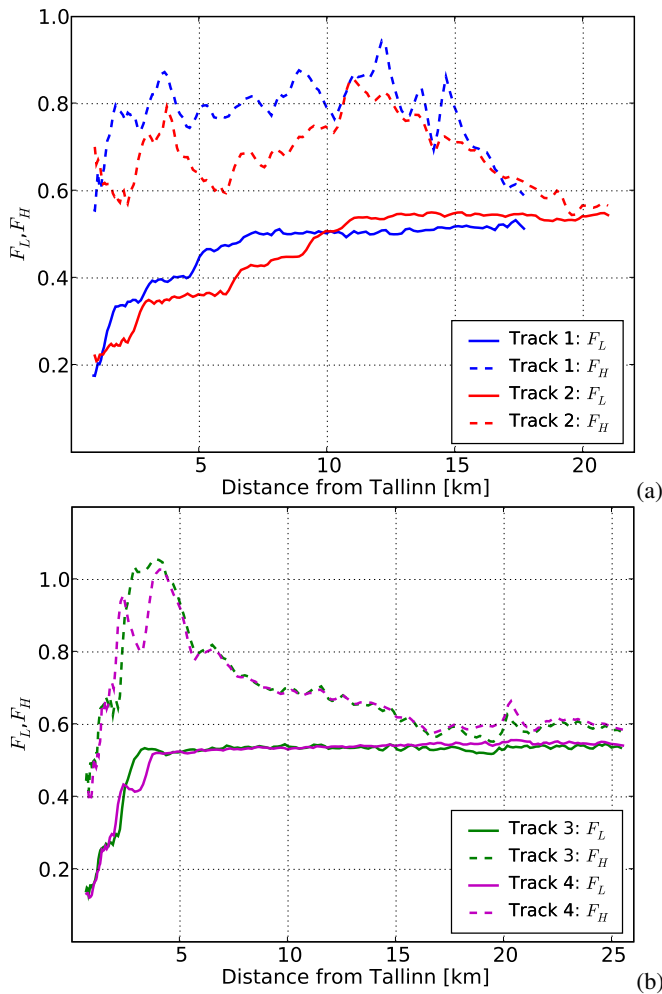 1.0
0.8
0.6
0.4
0.2
F_L,F_H
Track 1: F_L
Track 1: F_H
Track 2: F_L
Track 2: F_H
5 10 15 20
Distance from Tallinn [km]
(a)
1.0
0.8
0.6
0.4
0.2
F_L,F_H
Track 3: F_L
Track 3: F_H
Track 4: F_L
Track 4: F_H
5 10 15 20 25
Distance from Tallinn [km]
(b)